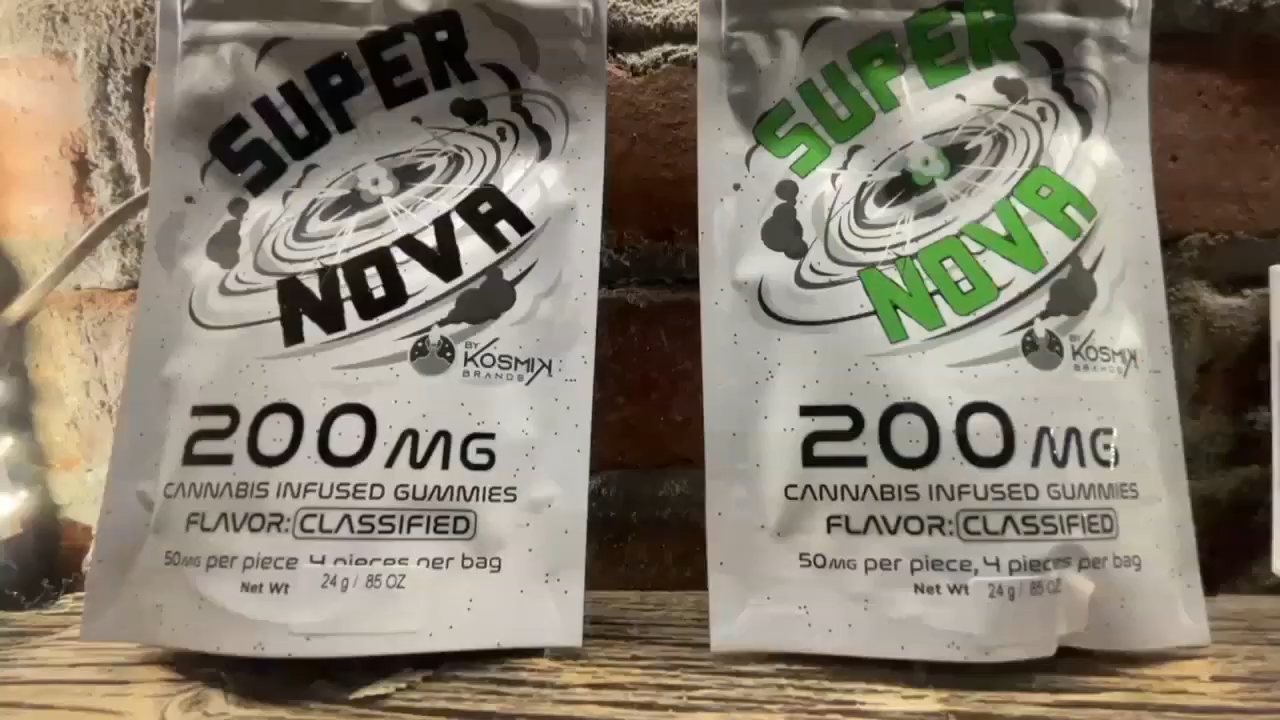 SUPER
NOVA
BY
KOSMIK
BRANDS
200MG
CANNABIS INFUSED GUMMIES
FLAVOR: CLASSIFIED
50MG per piece 4 pieces per bag
Net Wt 24 g / 85 OZ
SUPER
NOVA
BY
KOSMIK
BRANDS
200MG
CANNABIS INFUSED GUMMIES
FLAVOR: CLASSIFIED
50MG per piece, 4 pieces per bag
Net Wt 24 g / 85 OZ